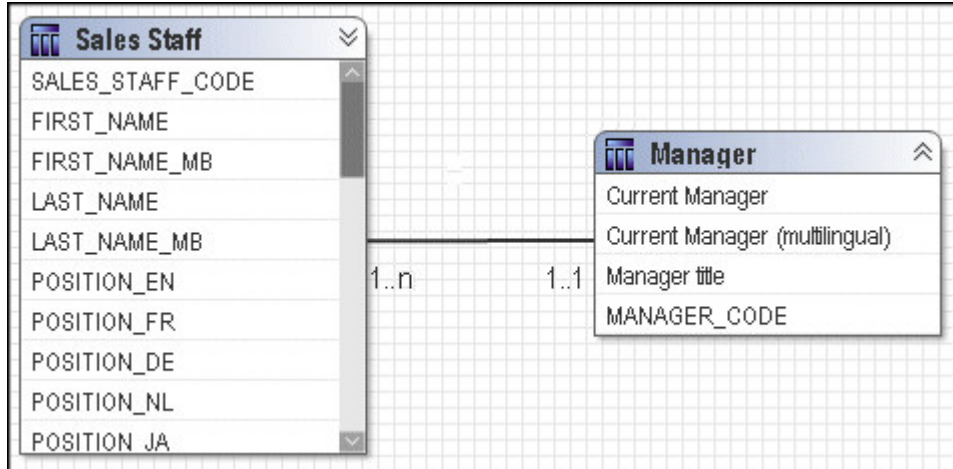 Sales Staff
SALES_STAFF_CODE
FIRST_NAME
FIRST_NAME_MB
LAST_NAME
LAST_NAME_MB
POSITION_EN
POSITION_FR
POSITION_DE
POSITION_NL
POSITION_JA
1..n
1..1
Manager
Current Manager
Current Manager (multilingual)
Manager title
MANAGER_CODE